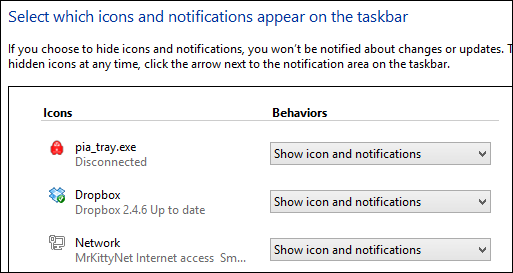 Select which icons and notifications appear on the taskbar
If you choose to hide icons and notifications, you won't be notified about changes or updates.
hidden icons at any time, click the arrow next to the notification area on the taskbar.
Icons Behaviors
pia_tray.exe Show icon and notifications
Disconnected
Dropbox Show icon and notifications
Dropbox 2.4.6 Up to date
Network Show icon and notifications
MrKittyNet Internet access Sm...